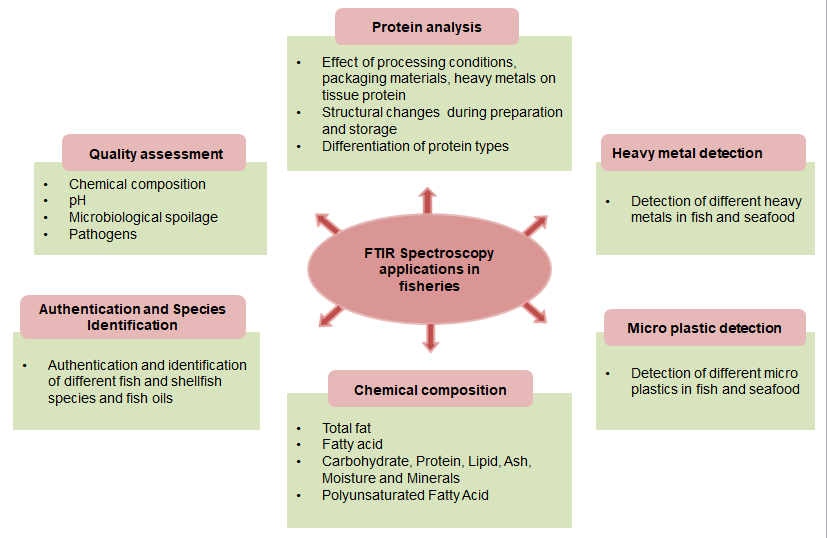 Protein analysis
• Effect of processing conditions,
packaging materials, heavy metals on
tissue protein
• Structural changes during preparation
and storage
• Differentiation of protein types
Quality assessment
• Chemical composition
• pH
• Microbiological spoilage
• Pathogens
Heavy metal detection
• Detection of different heavy
metals in fish and seafood
FTIR Spectroscopy
applications in
fisheries
Authentication and Species
Identification
• Authentication and identification
of different fish and shellfish
species and fish oils
Micro plastic detection
• Detection of different micro
plastics in fish and seafood
Chemical composition
• Total fat
• Fatty acid
• Carbohydrate, Protein, Lipid, Ash,
Moisture and Minerals
• Polyunsaturated Fatty Acid